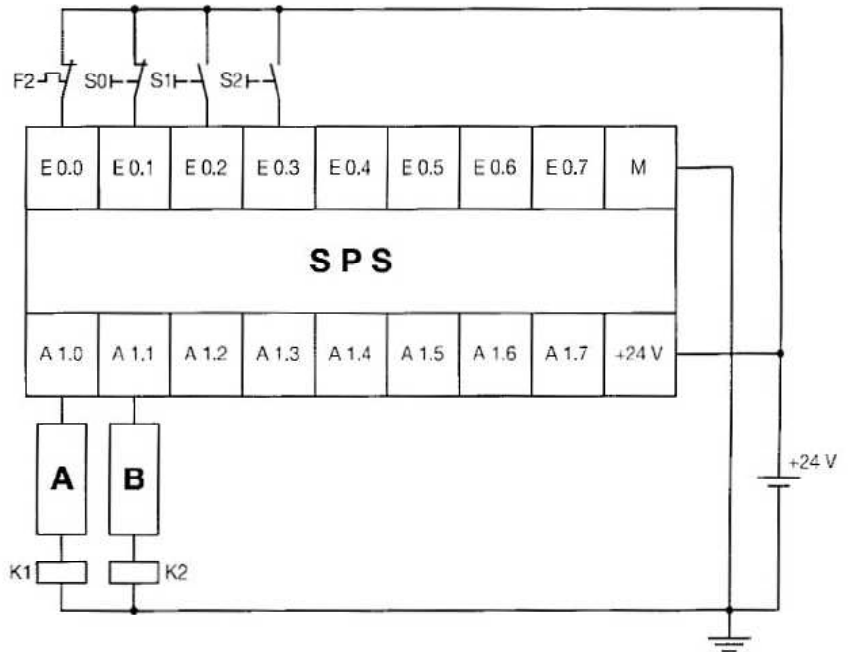 F2 S0 S1 S2
E 0.0 E 0.1 E 0.2 E 0.3 E 0.4 E 0.5 E 0.6 E 0.7 M
S P S
A 1.0 A 1.1 A 1.2 A 1.3 A 1.4 A 1.5 A 1.6 A 1.7 +24 V
A B
+24 V
K1 K2